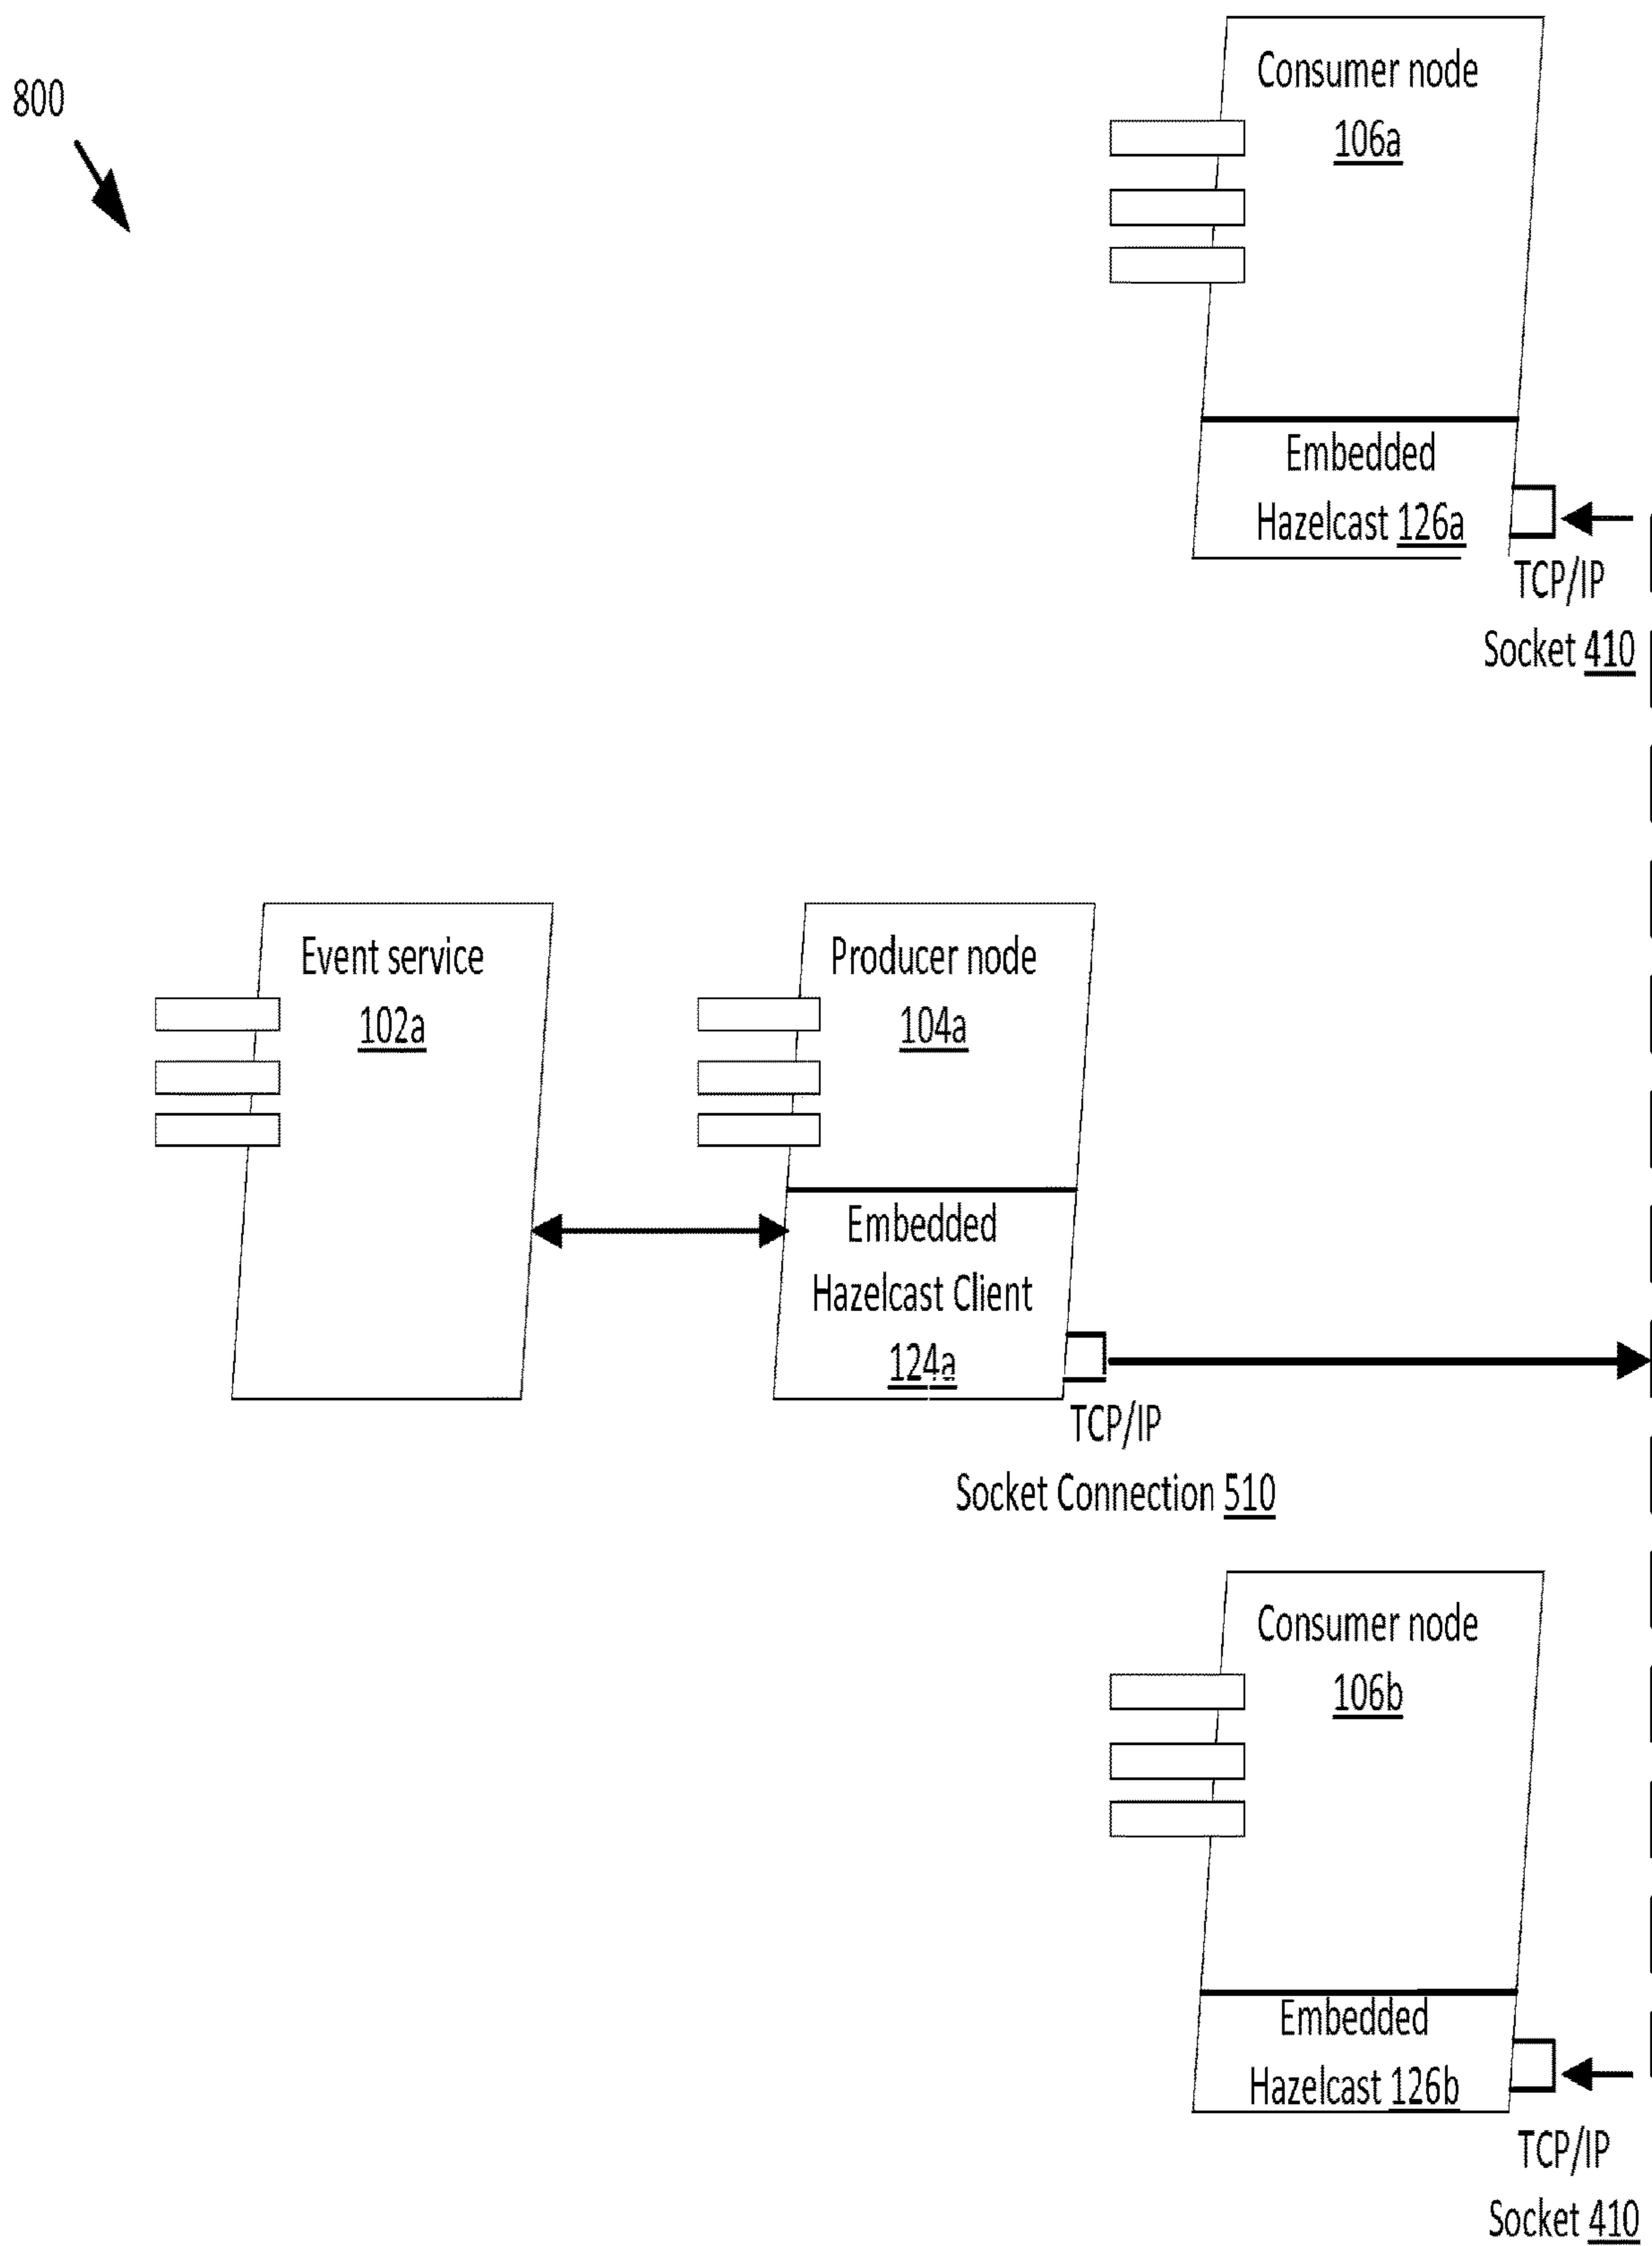 800
Consumer node
106a
Embedded
Hazelcast 126a
TCP/IP
Socket 410
Event service
102a
Producer node
104a
Embedded
Hazelcast Client
124a
TCP/IP
Socket Connection 510
Consumer node
106b
Embedded
Hazelcast 126b
TCP/IP
Socket 410